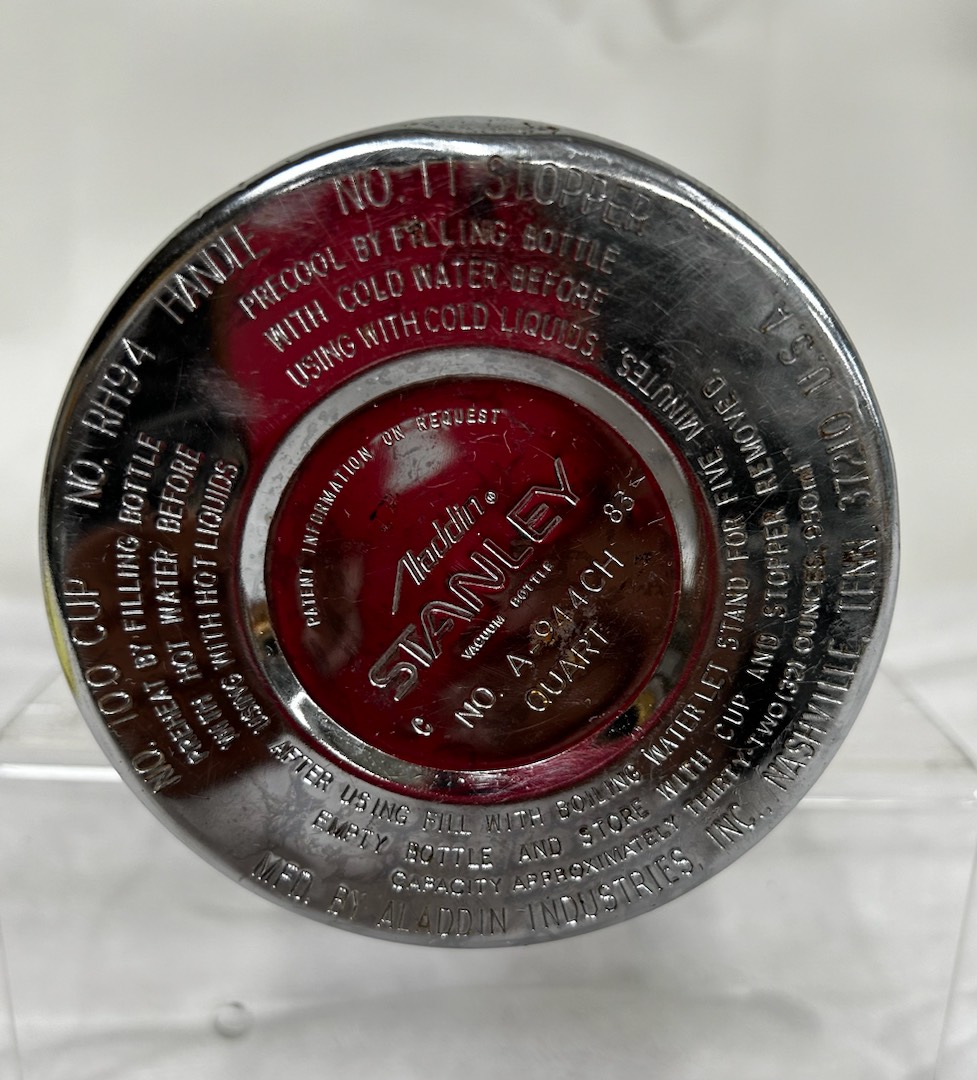 NO. 11 STOPPER
PRECOOL BY FILLING BOTTLE
WITH COLD WATER BEFORE
USING WITH COLD LIQUIDS.
NO. RH94 HANDLE
NO. 100 CUP
PREHEAT BY FILLING BOTTLE
WITH HOT WATER BEFORE
USING WITH HOT LIQUIDS
PATENT INFORMATION ON REQUEST
Aladdin®
STANLEY
VACUUM BOTTLE
NO. A-944CH 83
QUART
C
AFTER USING FILL WITH BOILING WATER LET STAND FOR FIVE MINUTES.
EMPTY BOTTLE AND STORE WITH CUP AND STOPPER REMOVED.
CAPACITY APPROXIMATELY THIRTY-TWO (32) OUNCES,
MFD. BY ALADDIN INDUSTRIES, INC., NASHVILLE, TENN. 37210 U.S.A